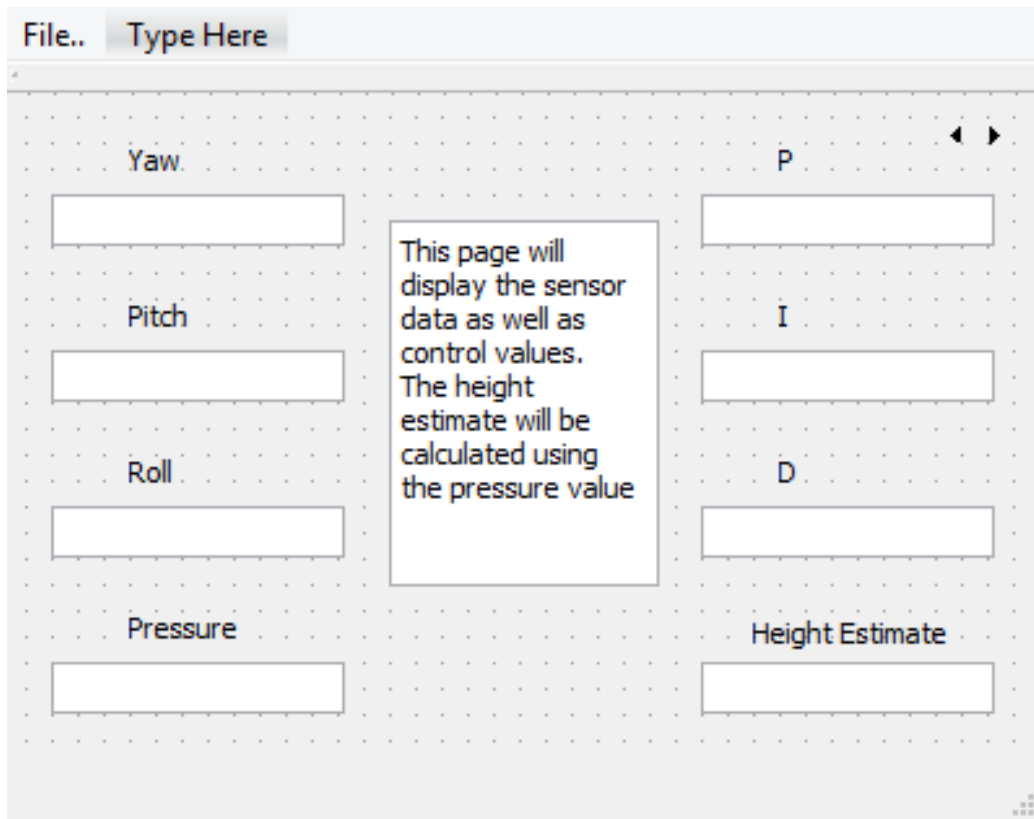 File.. Type Here
Yaw
P
This page will
display the sensor
data as well as
control values.
The height
estimate will be
calculated using
the pressure value
Pitch
I
Roll
D
Pressure
Height Estimate